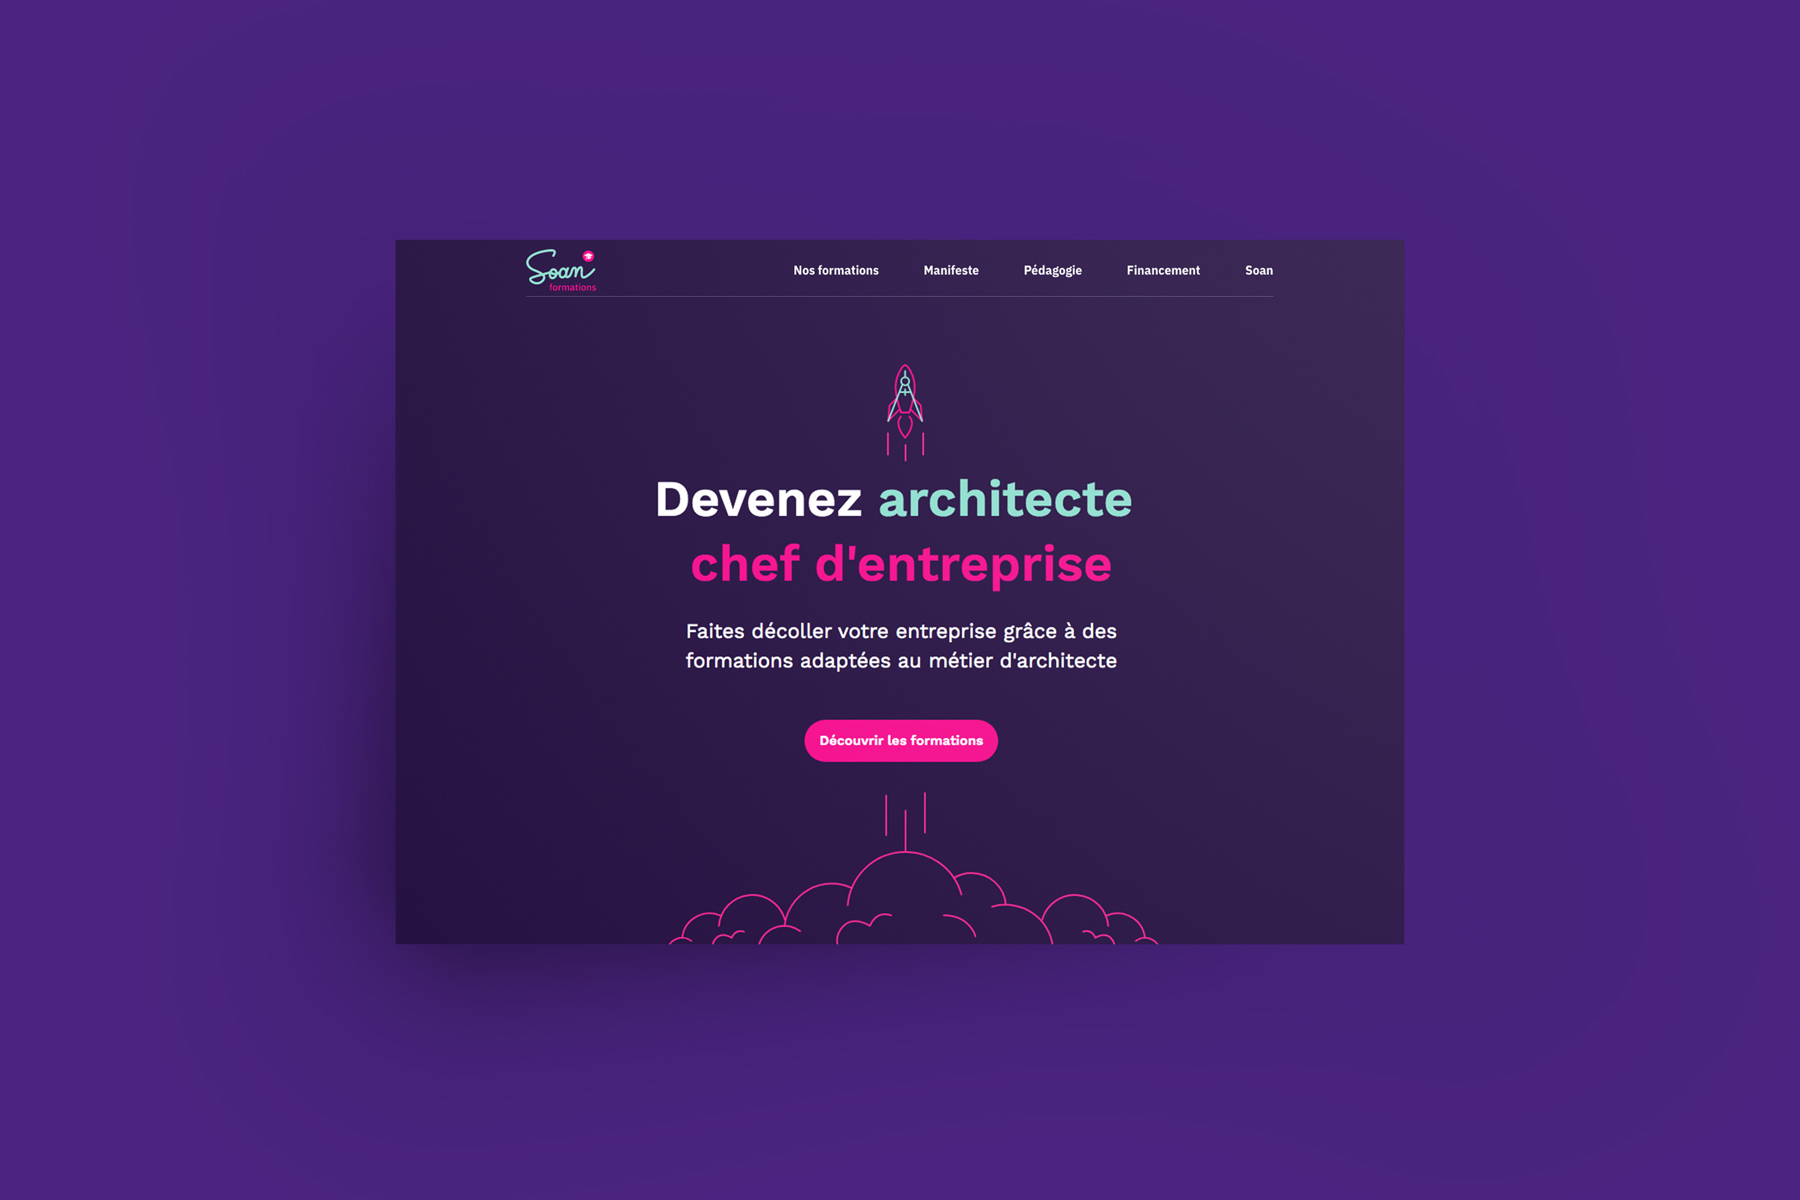 Soan
formations
Nos formations
Manifeste
Pédagogie
Financement
Soan
Devenez architecte
chef d'entreprise
Faites décoller votre entreprise grâce à des
formations adaptées au métier d'architecte
Découvrir les formations